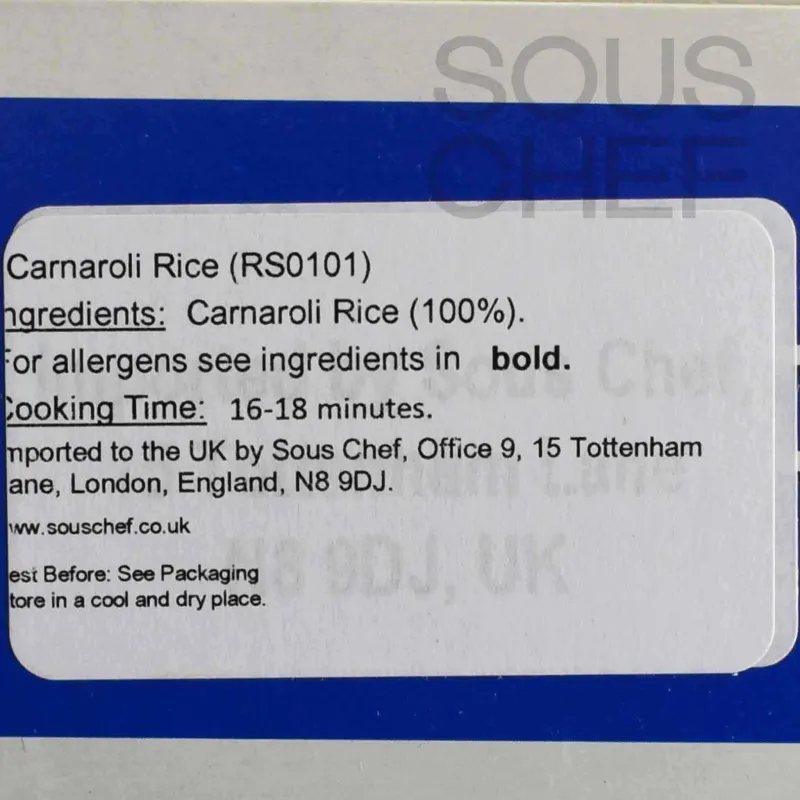 SOUS
CHEF
Carnaroli Rice (RS0101)
ngredients: Carnaroli Rice (100%).
For allergens see ingredients in bold.
Cooking Time: 16-18 minutes.
mported to the UK by Sous Chef, Office 9, 15 Tottenham
ane, London, England, N8 9DJ.
ww.souschef.co.uk
est Before: See Packaging
tore in a cool and dry place.